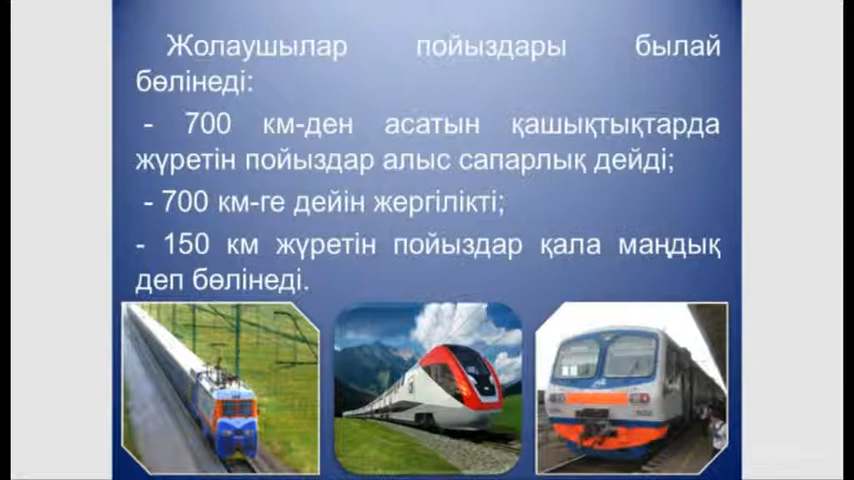 Жолаушылар пойыздары былай
бөлінеді:
- 700 км-ден асатын қашықтықтарда
жүретін пойыздар алыс сапарлық дейді;
- 700 км-ге дейін жергілікті;
- 150 км жүретін пойыздар қала маңдық
деп бөлінеді.